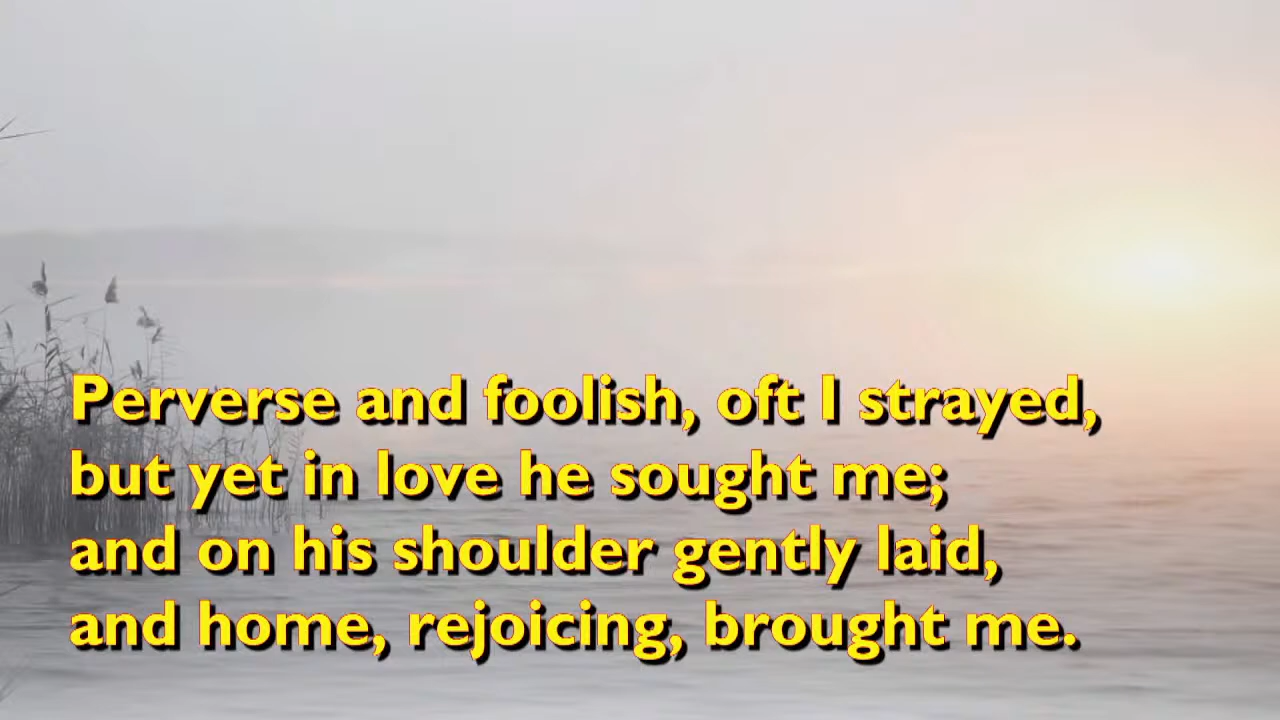 Perverse and foolish, oft I strayed,
but yet in love he sought me;
and on his shoulder gently laid,
and home, rejoicing, brought me.